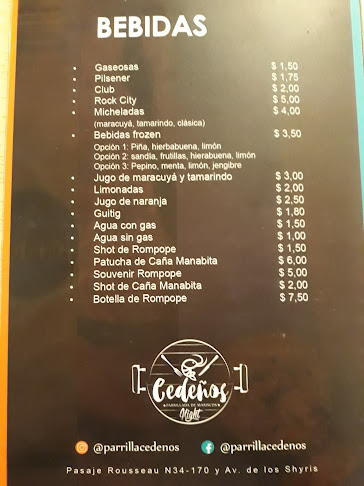 BEBIDAS
• Gaseosas $ 1,50
• Pilsener $ 1,75
• Club $ 2,00
• Rock City $ 5,00
• Micheladas $ 4,00
(maracuyá, tamarindo, clásica)
• Bebidas frozen $ 3,50
Opción 1: Piña, hierbabuena, limón
Opción 2: sandía, frutillas, hierabuena, limón
Opción 3: Pepino, menta, limón, jengibre
• Jugo de maracuyá y tamarindo $ 3,00
• Limonadas $ 2,00
• Jugo de naranja $ 2,50
• Guitig $ 1,80
• Agua con gas $ 1,50
• Agua sin gas $ 1,00
• Shot de Rompope $ 1,50
• Patucha de Caña Manabita $ 6,00
• Souvenir Rompope $ 5,00
• Shot de Caña Manabita $ 2,00
• Botella de Rompope $ 7,50
Cedeños
PARRILLADA DE MARISCOS
Night
@parrillacedenos @parrillacedenos
Pasaje Rousseau N34-170 y Av. de los Shyris